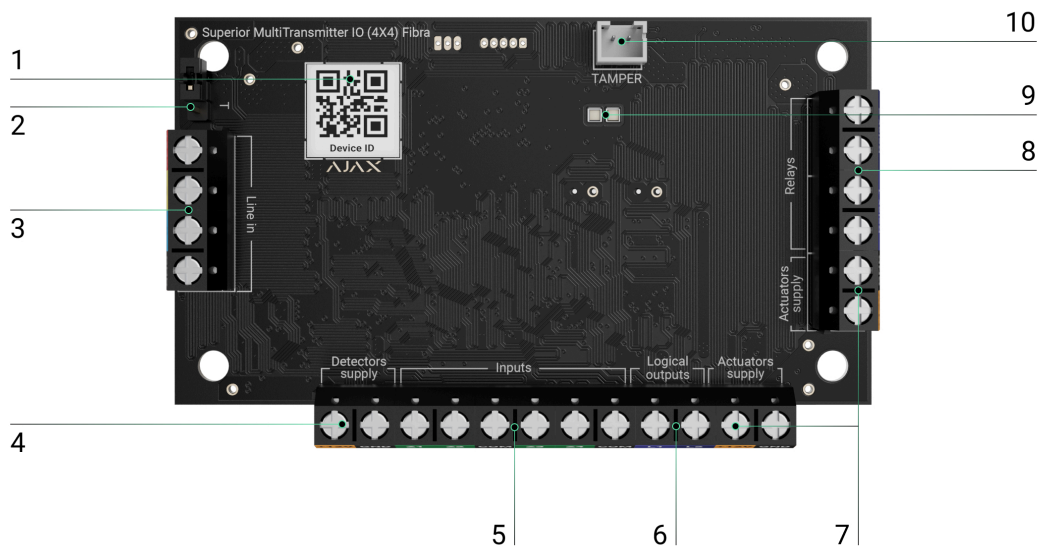 10
Superior MultiTransmitter IO (4X4) Fibra
1
TAMPER
2
T
9
Device ID
AJAX
8
Relays
Line in
3
Actuators
supply
Detectors
supply
Inputs
Logical
outputs
Actuators
supply
4
5
6
7